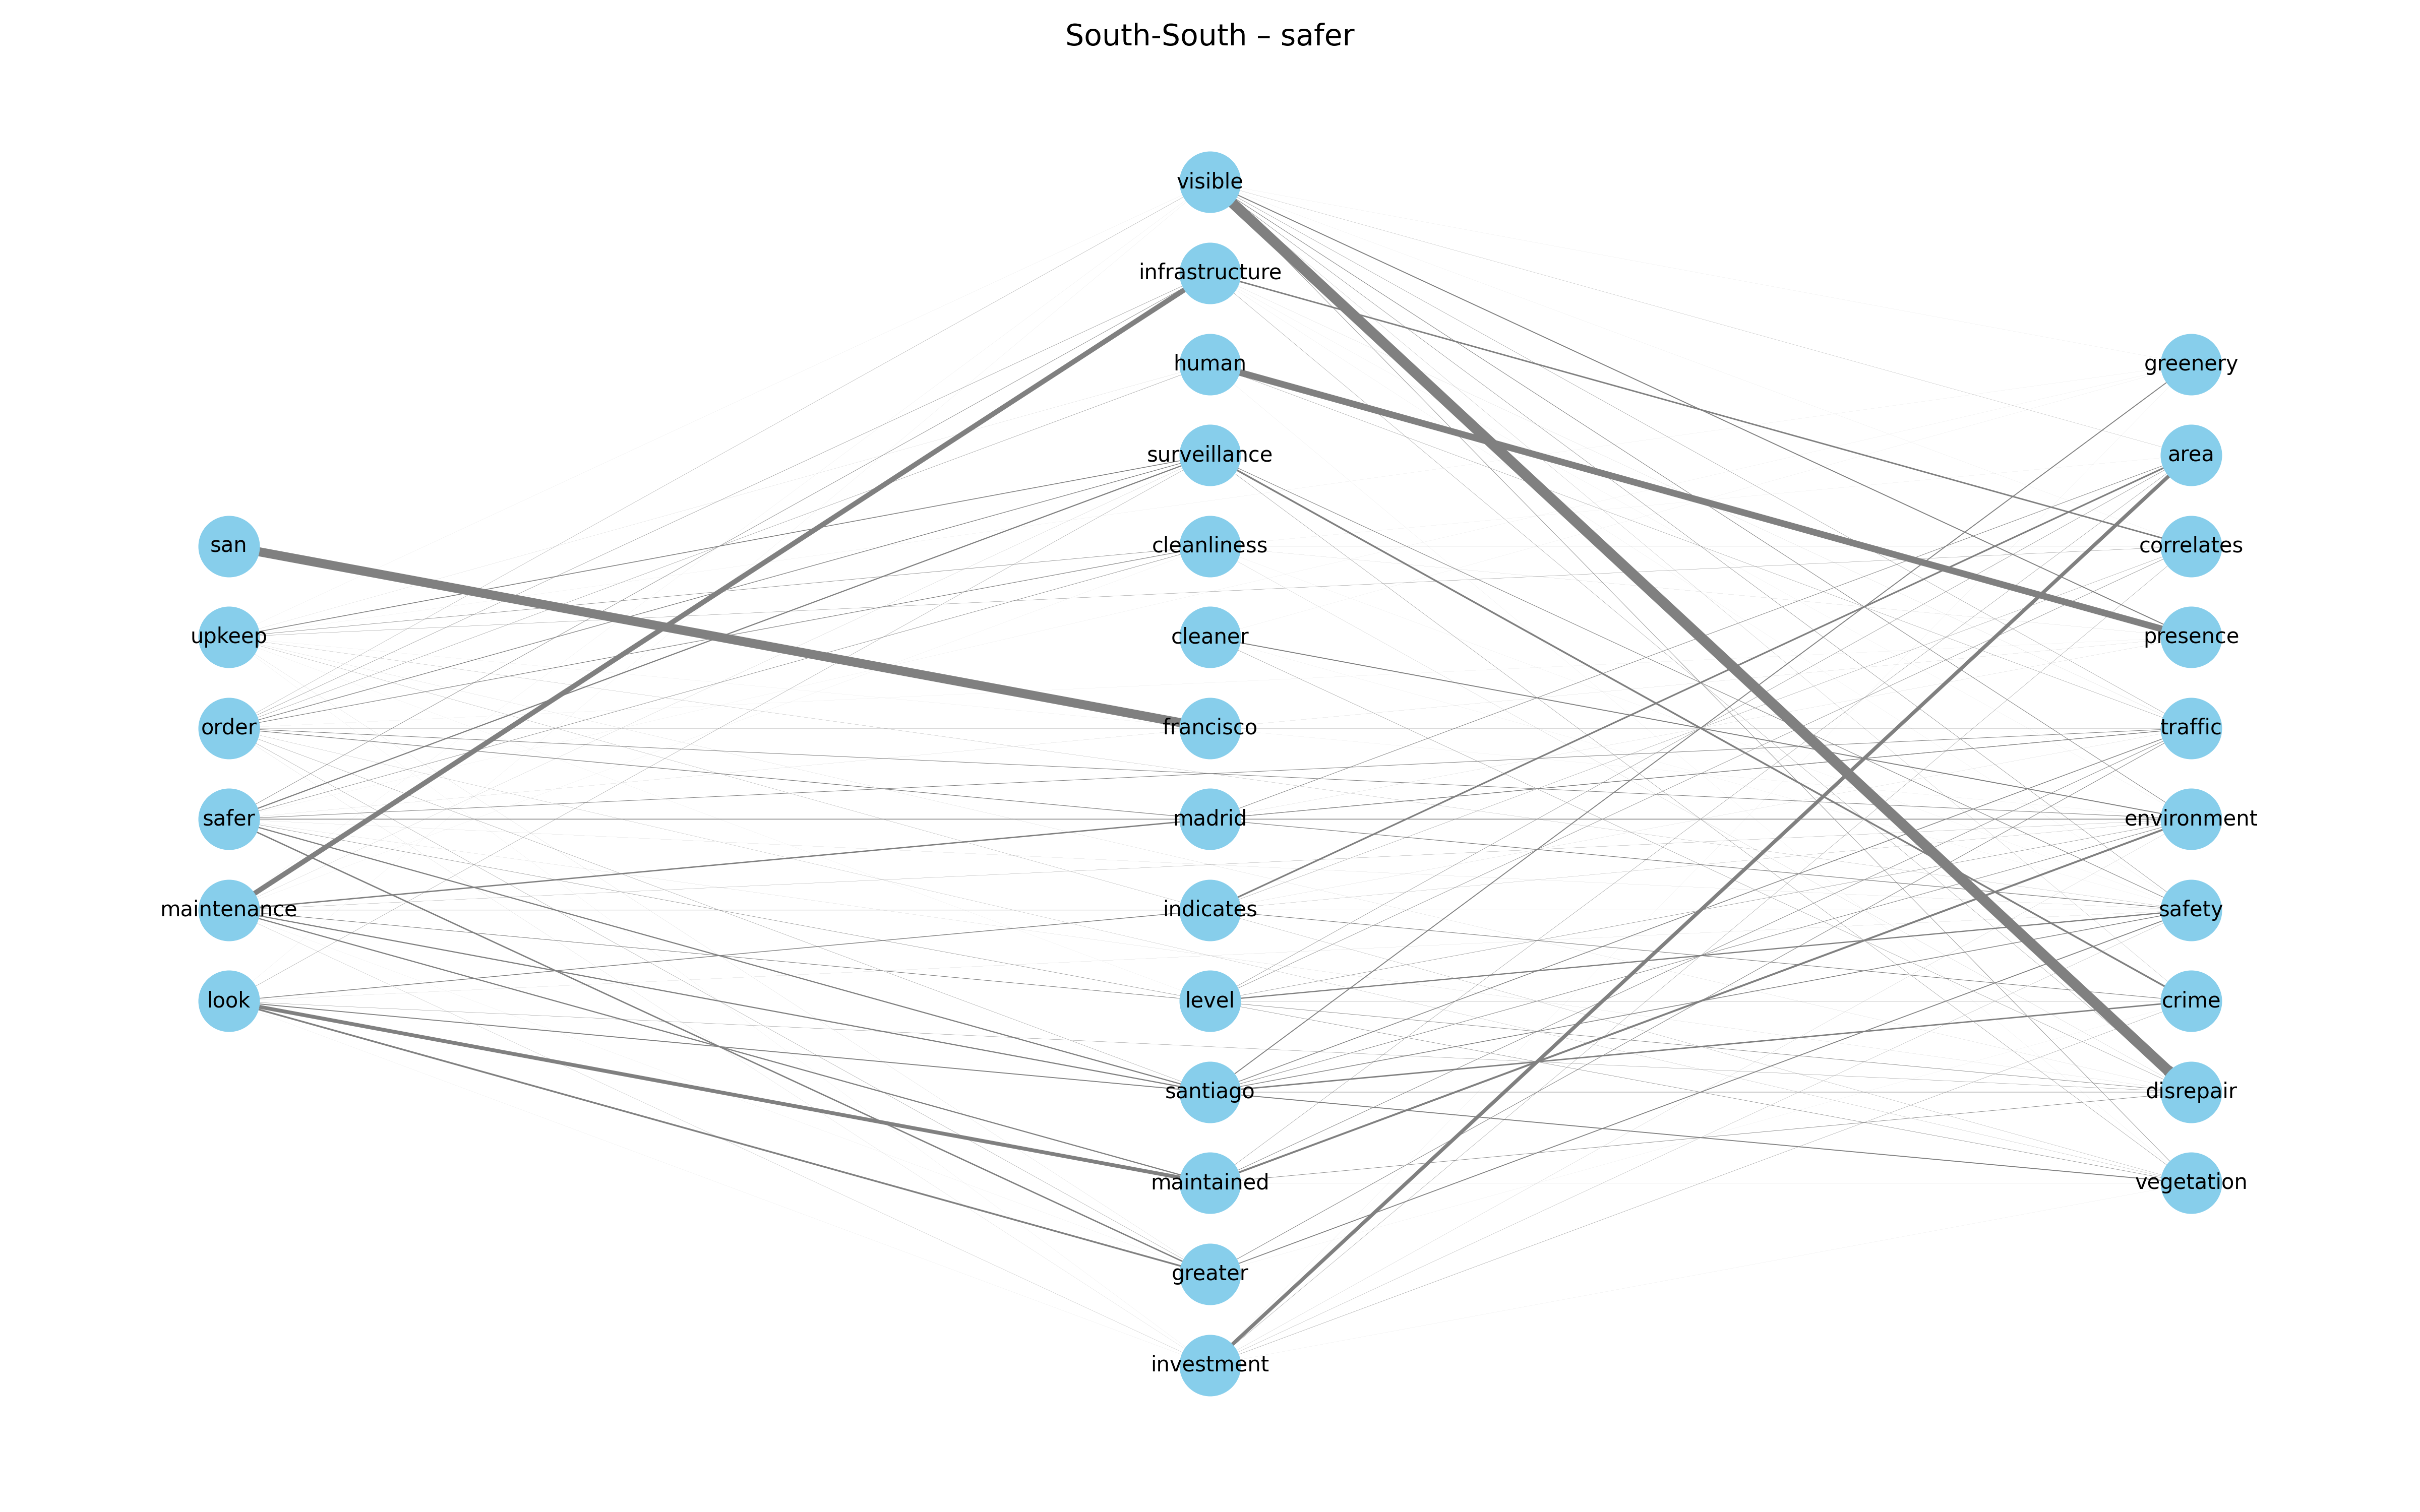 South-South – safer
san
upkeep
order
safer
maintenance
look
visible
infrastructure
human
surveillance
cleanliness
cleaner
francisco
madrid
indicates
level
santiago
maintained
greater
investment
greenery
area
correlates
presence
traffic
environment
safety
crime
disrepair
vegetation